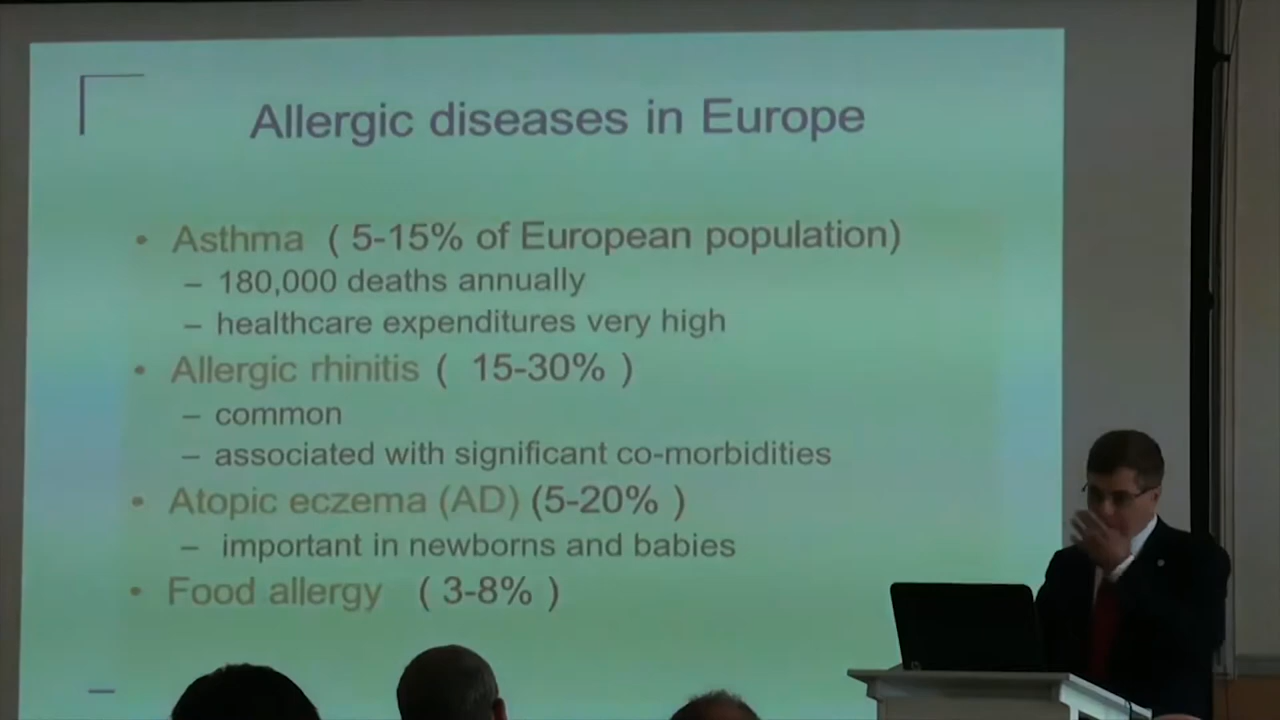 Allergic diseases in Europe
• Asthma ( 5-15% of European population)
– 180,000 deaths annually
– healthcare expenditures very high
• Allergic rhinitis ( 15-30% )
– common
– associated with significant co-morbidities
• Atopic eczema (AD) (5-20% )
– important in newborns and babies
• Food allergy ( 3-8% )